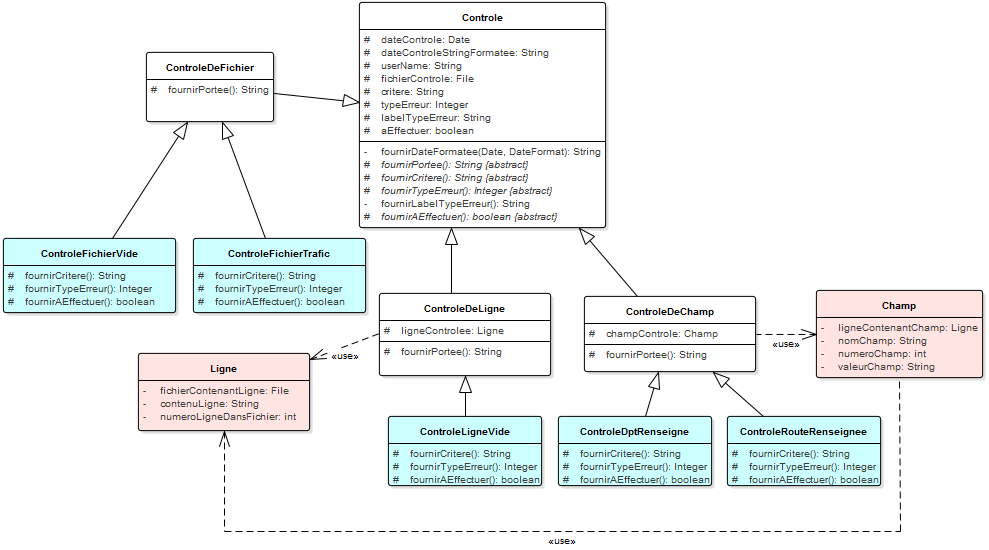 Controle
# dateControle: Date
# dateControleStringFormatee: String
# userName: String
# fichierControle: File
# critere: String
# typeErreur: Integer
# labelTypeErreur: String
# aEffectuer: boolean
- fournirDateFormatee(Date, DateFormat): String
# fournirPortee(): String {abstract}
# fournirCritere(): String {abstract}
# fournirTypeErreur(): Integer {abstract}
- fournirLabelTypeErreur(): String
# fournirAEffectuer(): boolean {abstract}
ControleDeFichier
# fournirPortee(): String
ControleFichierVide
# fournirCritere(): String
# fournirTypeErreur(): Integer
# fournirAEffectuer(): boolean
ControleFichierTrafic
# fournirCritere(): String
# fournirTypeErreur(): Integer
# fournirAEffectuer(): boolean
ControleDeLigne
# ligneControlee: Ligne
# fournirPortee(): String
ControleDeChamp
# champControle: Champ
# fournirPortee(): String
Champ
- ligneContenantChamp: Ligne
- nomChamp: String
- numeroChamp: int
- valeurChamp: String
«use»
«use»
Ligne
- fichierContenantLigne: File
- contenuLigne: String
- numeroLigneDansFichier: int
ControleLigneVide
# fournirCritere(): String
# fournirTypeErreur(): Integer
# fournirAEffectuer(): boolean
ControleDptRenseigne
# fournirCritere(): String
# fournirTypeErreur(): Integer
# fournirAEffectuer(): boolean
ControleRouteRenseignee
# fournirCritere(): String
# fournirTypeErreur(): Integer
# fournirAEffectuer(): boolean
«use»